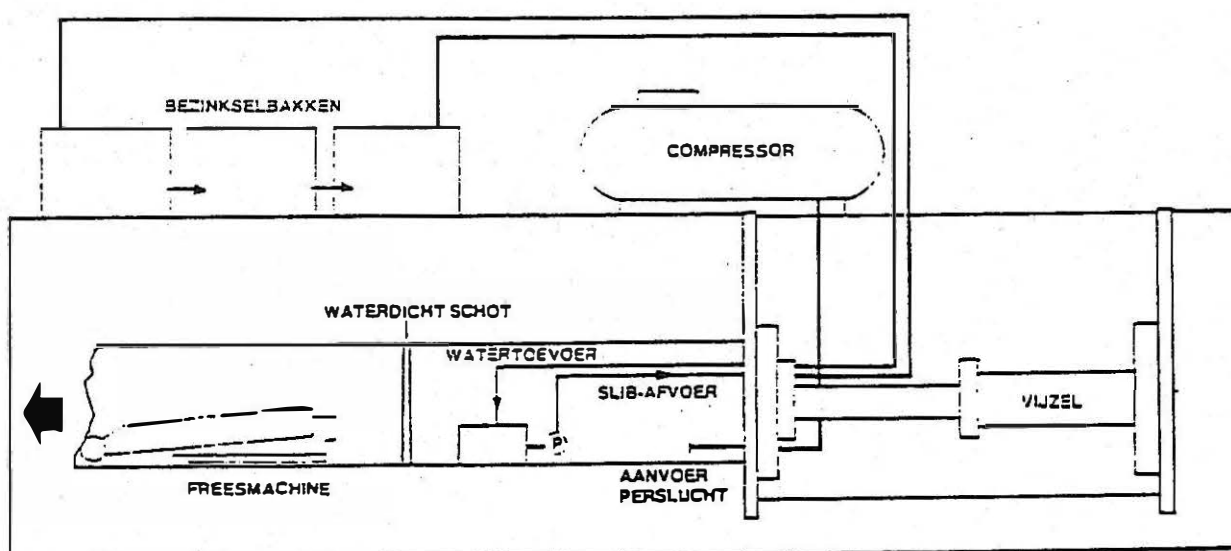 BEZINKSELBAKKEN
COMPRESSOR
WATERDICHT SCHOT
WATERTOEVOER
SLIB-AFVOER
VIJZEL
P
FREESMACHINE
AANVOER
PERSLUCHT